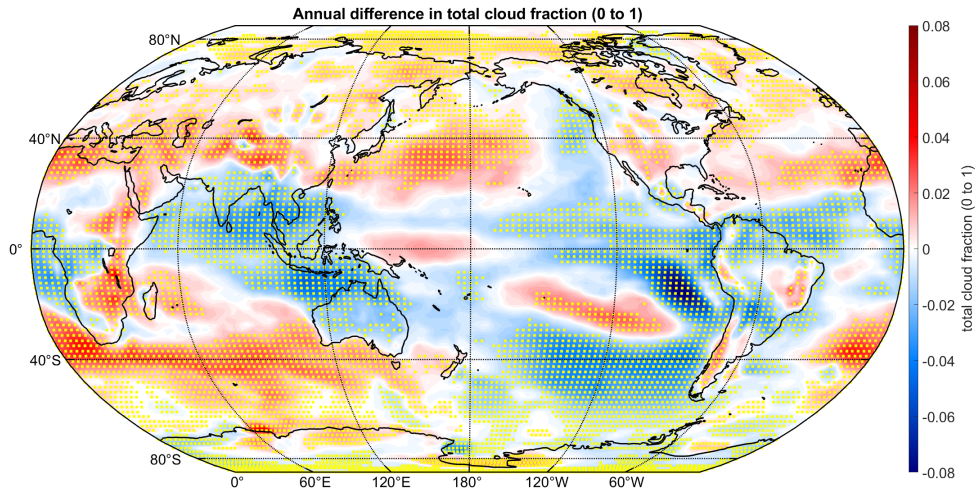 Annual difference in total cloud fraction (0 to 1)
80°N
40°N
0°
40°S
80°S
0°
60°E
120°E
180°
120°W
60°W
0.08
0.06
0.04
0.02
0
-0.02
-0.04
-0.06
-0.08
total cloud fraction (0 to 1)